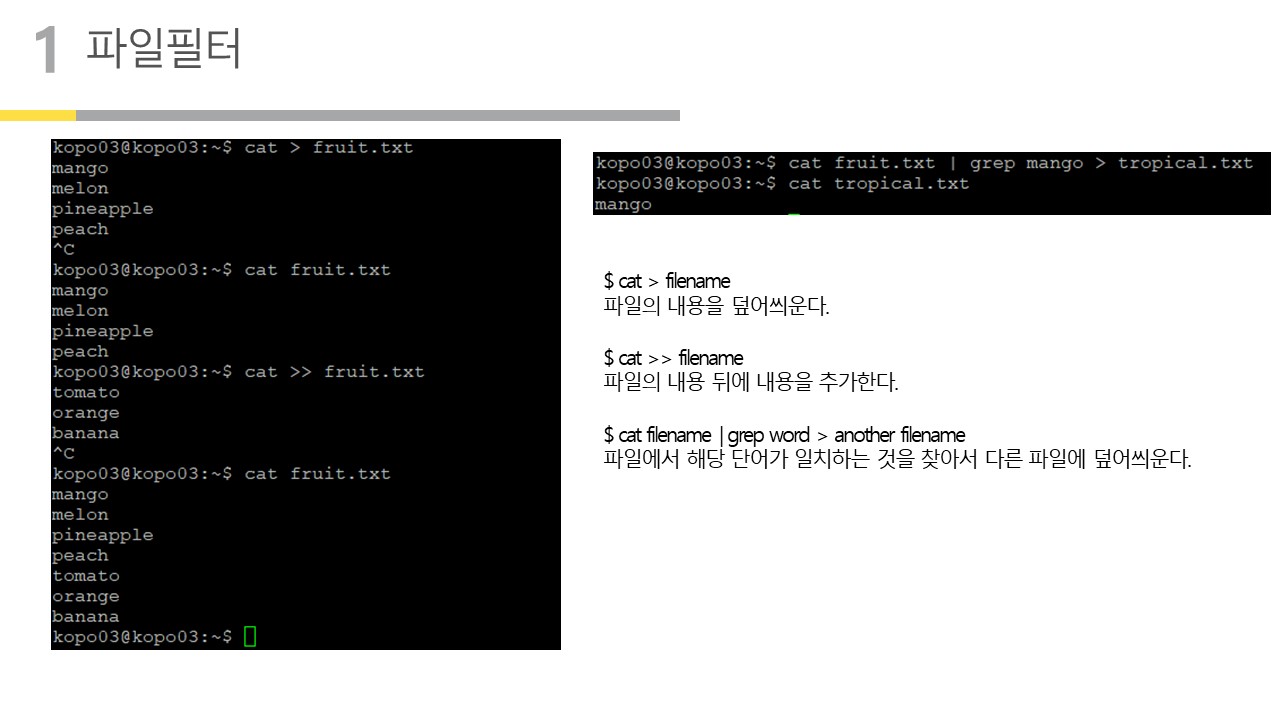 1 파일필터
kopo03@kopo03:~$ cat > fruit.txt
mango
melon
pineapple
peach
^C
kopo03@kopo03:~$ cat fruit.txt
mango
melon
pineapple
peach
kopo03@kopo03:~$ cat >> fruit.txt
tomato
orange
banana
^C
kopo03@kopo03:~$ cat fruit.txt
mango
melon
pineapple
peach
tomato
orange
banana
kopo03@kopo03:~$
kopo03@kopo03:~$ cat fruit.txt | grep mango > tropical.txt
kopo03@kopo03:~$ cat tropical.txt
mango
$ cat > filename
파일의 내용을 덮어씌운다.
$ cat >> filename
파일의 내용 뒤에 내용을 추가한다.
$ cat filename | grep word > another filename
파일에서 해당 단어가 일치하는 것을 찾아서 다른 파일에 덮어씌운다.